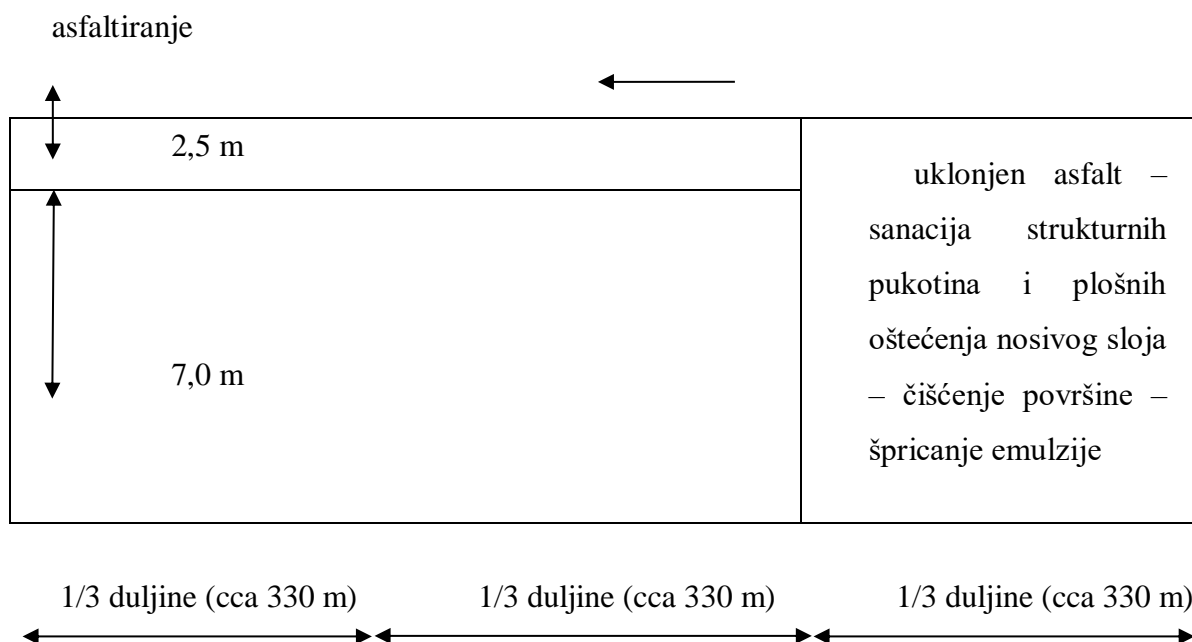 asfaltiranje
2,5 m
7,0 m
uklonjen asfalt –
sanacija strukturnih
pukotina i plošnih
oštećenja nosivog sloja
– čišćenje površine –
špricanje emulzije
1/3 duljine (cca 330 m)
1/3 duljine (cca 330 m)
1/3 duljine (cca 330 m)